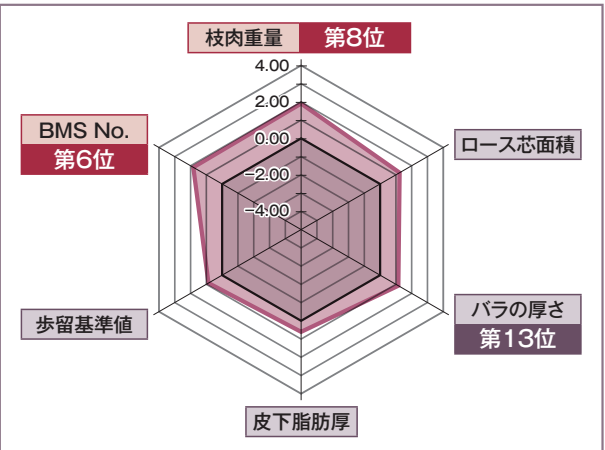 枝肉重量 第8位
4.00
2.00
0.00
−2.00
−4.00
BMS No.
第6位
ロース芯面積
歩留基準値
バラの厚さ
第13位
皮下脂肪厚